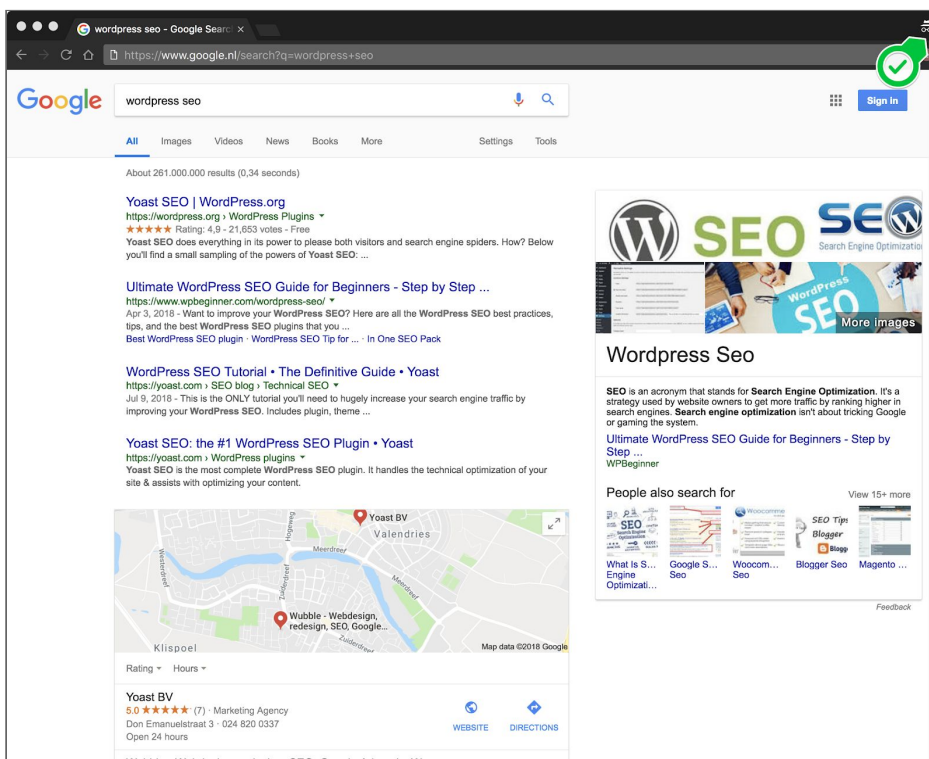 wordpress seo - Google Search
https://www.google.nl/search?q=wordpress+seo
Google
wordpress seo
Sign in
All Images Videos News Books More Settings Tools
About 261.000.000 results (0,34 seconds)
Yoast SEO | WordPress.org
https://wordpress.org › WordPress Plugins
Rating: 4,9 - 21,653 votes - Free
Yoast SEO does everything in its power to please both visitors and search engine spiders. How? Below
you'll find a small sampling of the powers of Yoast SEO: ...
Ultimate WordPress SEO Guide for Beginners - Step by Step ...
https://www.wpbeginner.com/wordpress-seo/
Apr 3, 2018 - Want to improve your WordPress SEO? Here are all the WordPress SEO best practices,
tips, and the best WordPress SEO plugins that you ...
Best WordPress SEO plugin · WordPress SEO Tip for ... · In One SEO Pack
WordPress SEO Tutorial • The Definitive Guide • Yoast
https://yoast.com › SEO blog › Technical SEO
Jul 9, 2018 - This is the ONLY tutorial you'll need to hugely increase your search engine traffic by
improving your WordPress SEO. Includes plugin, theme ...
Yoast SEO: the #1 WordPress SEO Plugin • Yoast
https://yoast.com › WordPress plugins
Yoast SEO is the most complete WordPress SEO plugin. It handles the technical optimization of your
site & assists with optimizing your content.
Yoast BV
Valendries
Hogeweg
Meerdreef
Westerdreef
Zuiderdreef
Meerdreef
Wubble - Webdesign,
redesign, SEO, Google...
Zuiderdreef
Klispoel
Map data ©2018 Google
Rating Hours
Yoast BV
5.0 ★★★★★ (7) · Marketing Agency
Don Emanuelstraat 3 · 024 820 0337
Open 24 hours
WEBSITE DIRECTIONS
SEO
SEO
Search Engine Optimizatio
WordPress
SEO
More images
Wordpress Seo
SEO is an acronym that stands for Search Engine Optimization. It's a
strategy used by website owners to get more traffic by ranking higher in
search engines. Search engine optimization isn't about tricking Google
or gaming the system.
Ultimate WordPress SEO Guide for Beginners - Step by
Step ...
WPBeginner
People also search for
View 15+ more
SEO
Woocomme
SEO Tips
Blogger
Blogg
What Is S...
Engine
Optimizati...
Google S...
Seo
Woocom...
Seo
Blogger Seo
Magento ...
Feedback